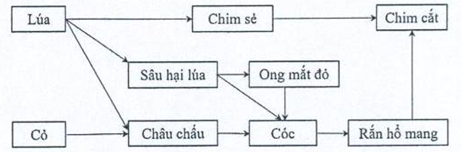 Lúa Chim sẻ Chim cắt
Sâu hại lúa Ong mắt đỏ
Cỏ Châu chấu Cóc Rắn hổ mang